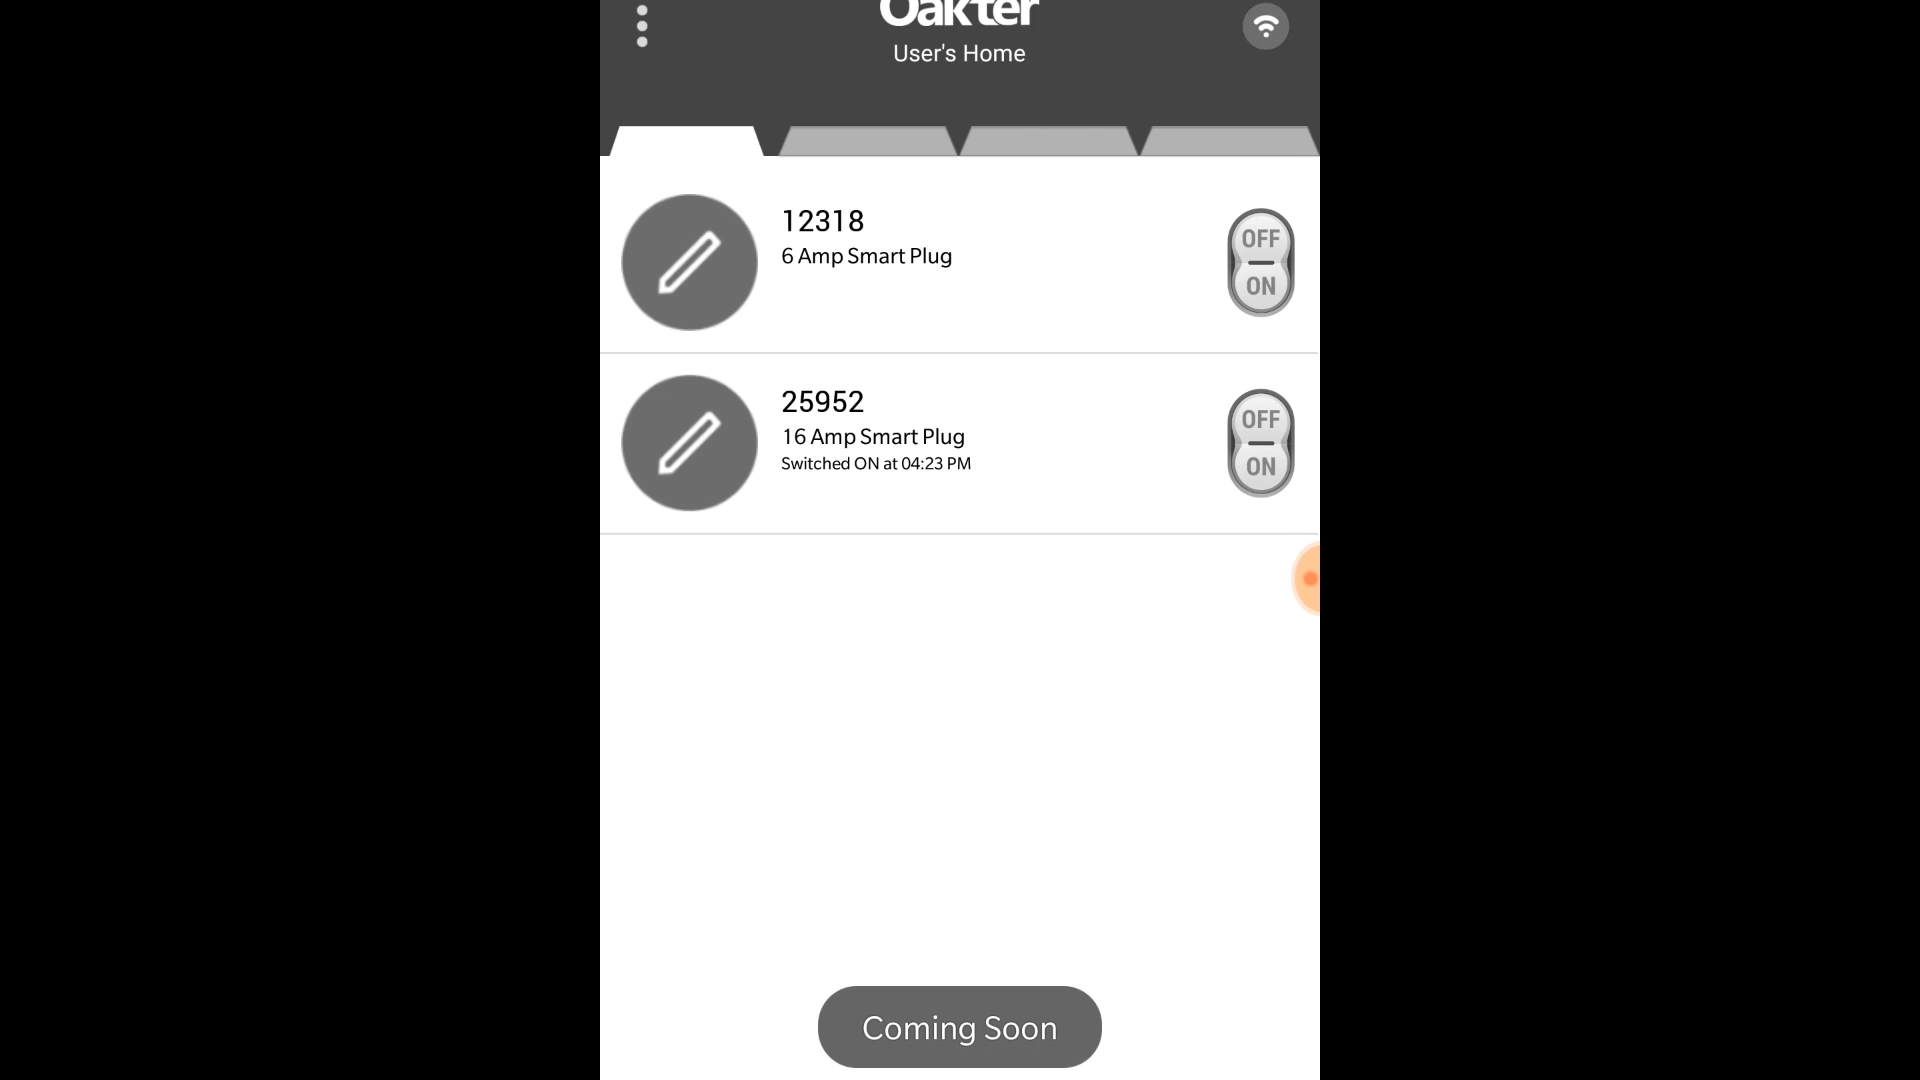 Oakter
User's Home
12318
6 Amp Smart Plug
OFF
ON
25952
16 Amp Smart Plug
Switched ON at 04:23 PM
OFF
ON
Coming Soon